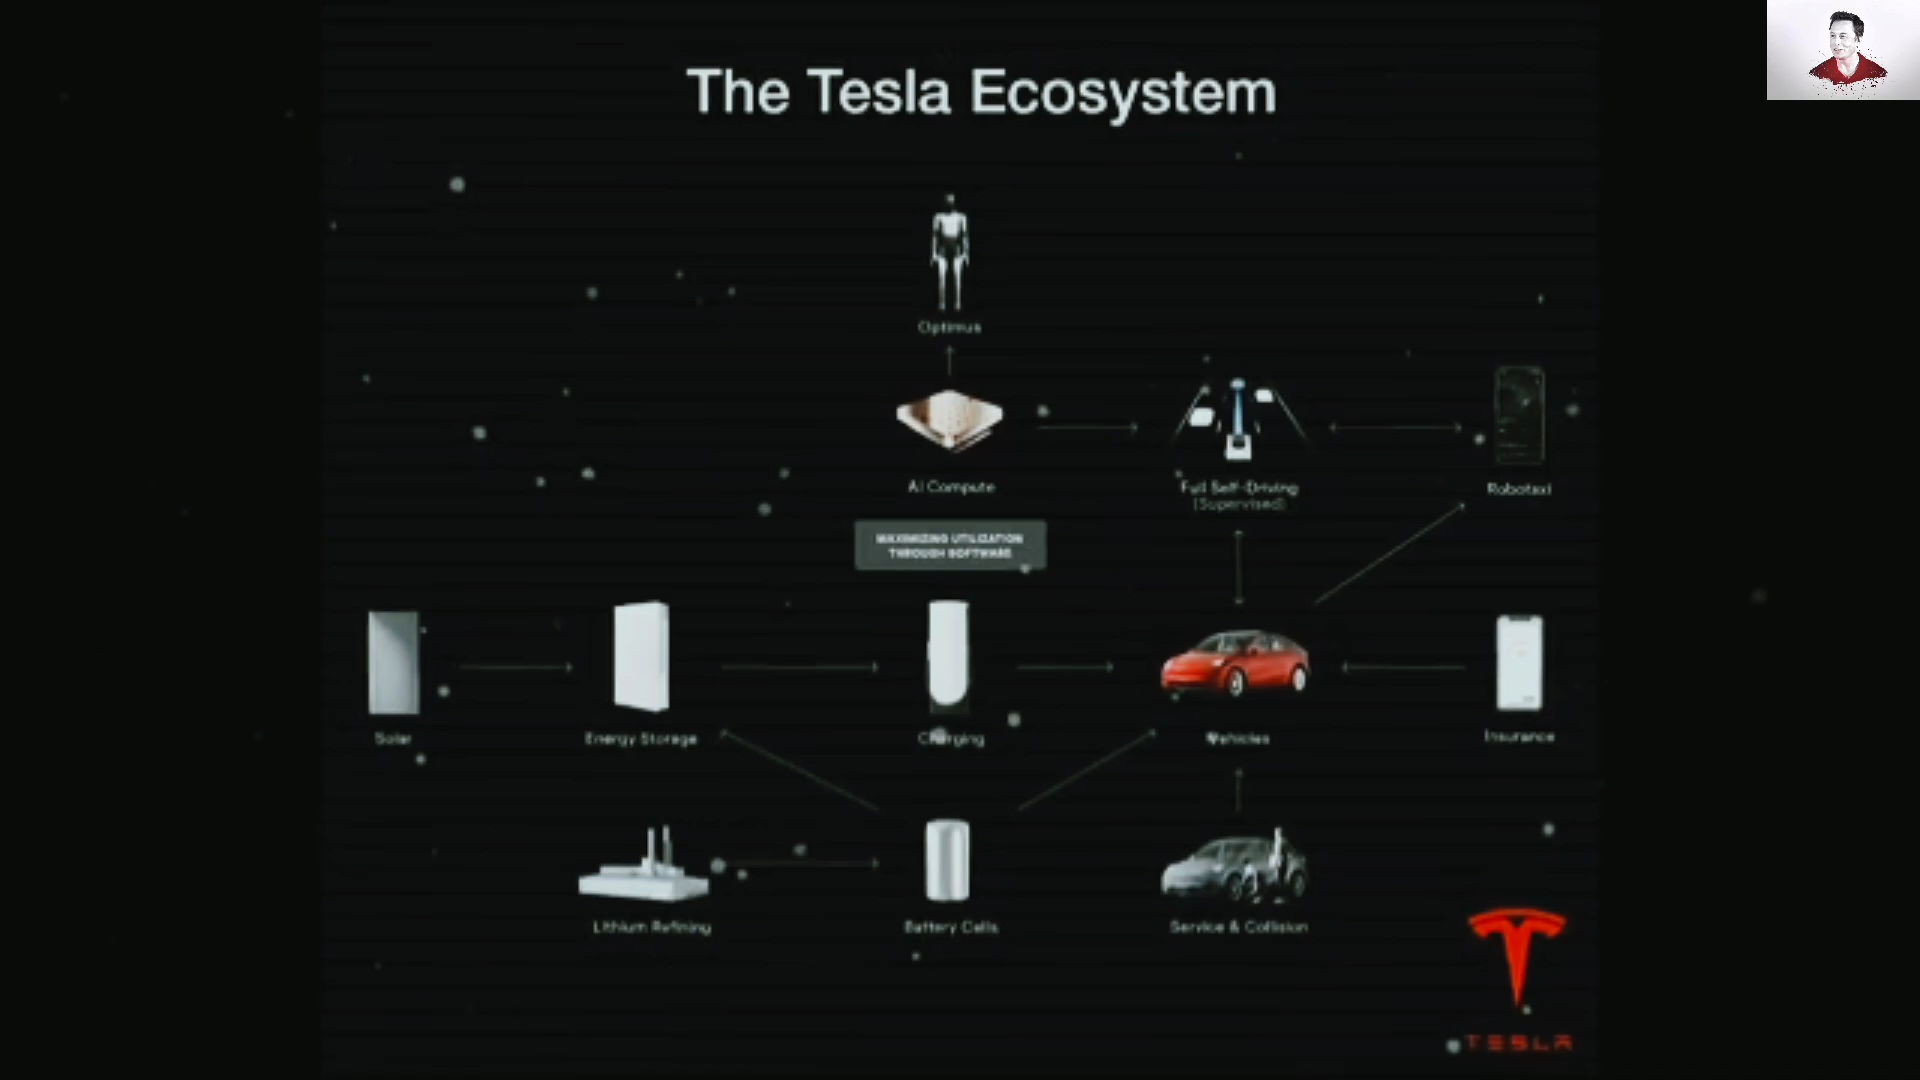 The Tesla Ecosystem
Optimus
AI Compute
Full Self-Driving
(Supervised)
Robotaxi
MAXIMIZING UTILIZATION
THROUGH SOFTWARE
Solar
Energy Storage
Charging
Vehicles
Insurance
Lithium Refining
Battery Cells
Service & Collision
TESLA